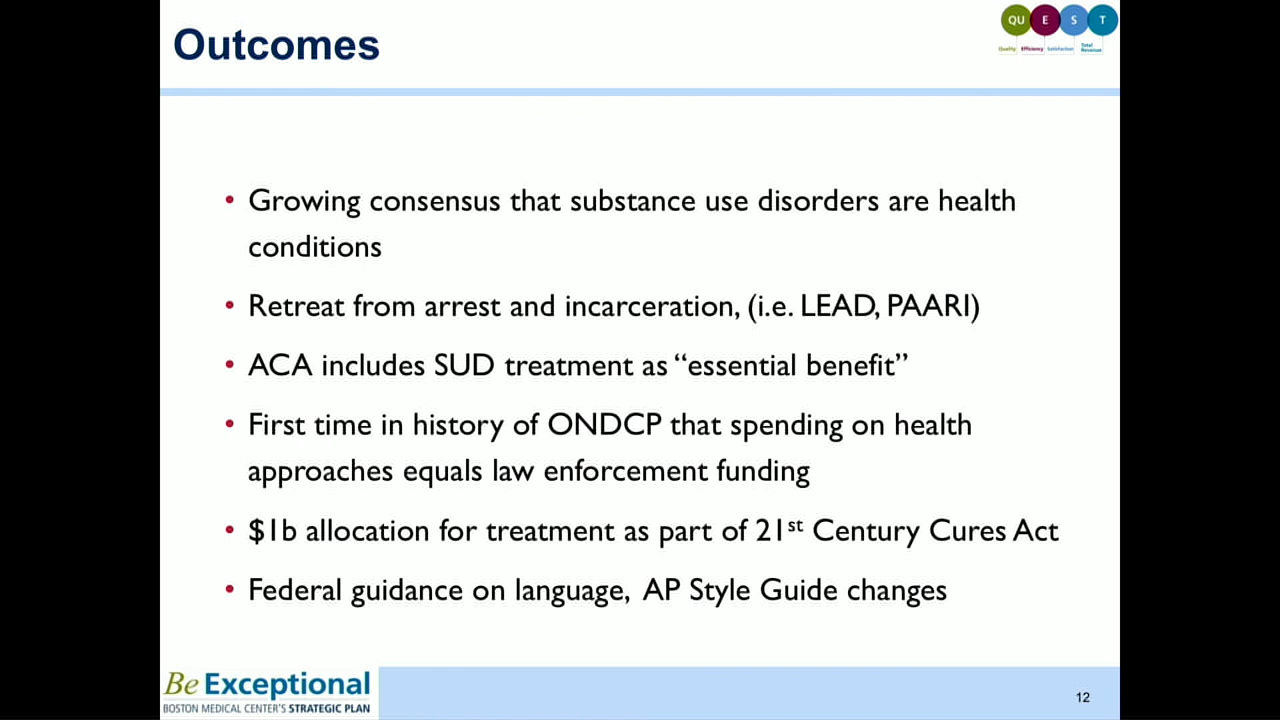 Outcomes
QU E S T
Quality Efficiency Satisfaction Total Revenue
• Growing consensus that substance use disorders are health
conditions
• Retreat from arrest and incarceration, (i.e. LEAD, PAARI)
• ACA includes SUD treatment as “essential benefit”
• First time in history of ONDCP that spending on health
approaches equals law enforcement funding
• $1b allocation for treatment as part of 21st Century Cures Act
• Federal guidance on language, AP Style Guide changes
Be Exceptional
BOSTON MEDICAL CENTER'S STRATEGIC PLAN
12